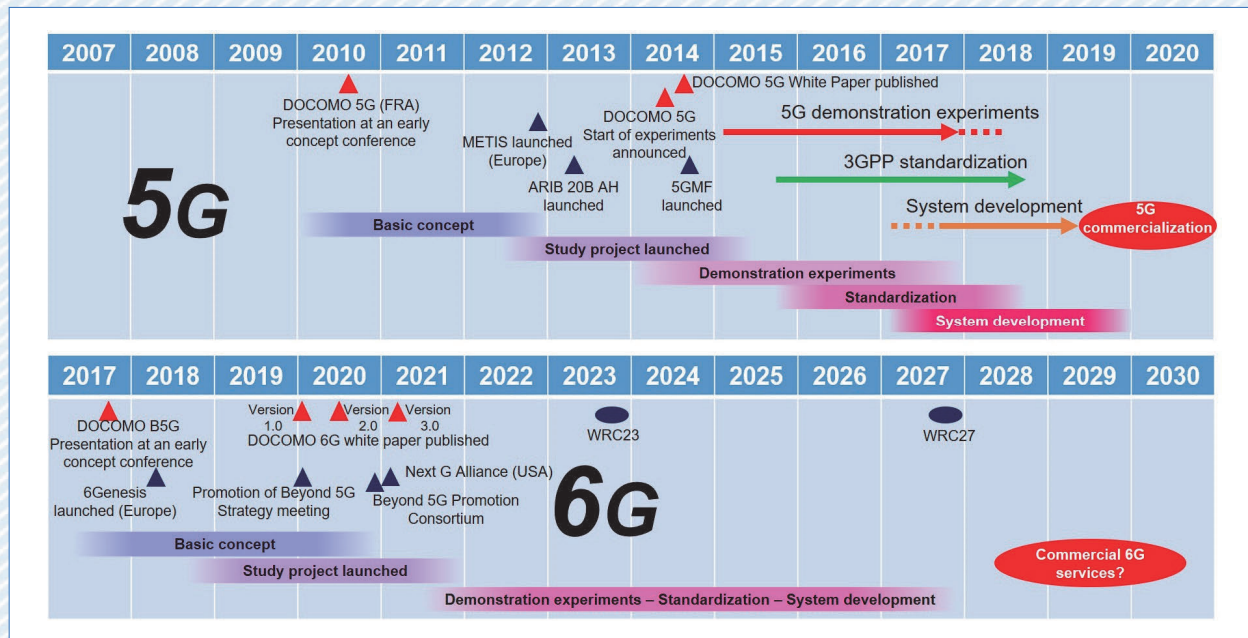 2007 2008 2009 2010 2011 2012 2013 2014 2015 2016 2017 2018 2019 2020
DOCOMO 5G (FRA)
Presentation at an early
concept conference
METIS launched
(Europe)
ARIB 20B AH
launched
DOCOMO 5G White Paper published
DOCOMO 5G
Start of experiments
announced
5GMF
launched
5G demonstration experiments
3GPP standardization
System development
5G
commercialization
5G
Basic concept
Study project launched
Demonstration experiments
Standardization
System development
2017 2018 2019 2020 2021 2022 2023 2024 2025 2026 2027 2028 2029 2030
DOCOMO B5G
Presentation at an early
concept conference
6Genesis
launched (Europe)
Version
1.0
Version
2.0
Version
3.0
DOCOMO 6G white paper published
Promotion of Beyond 5G
Strategy meeting
Next G Alliance (USA)
Beyond 5G Promotion
Consortium
6G
WRC23
WRC27
Basic concept
Study project launched
Demonstration experiments – Standardization – System development
Commercial 6G
services?